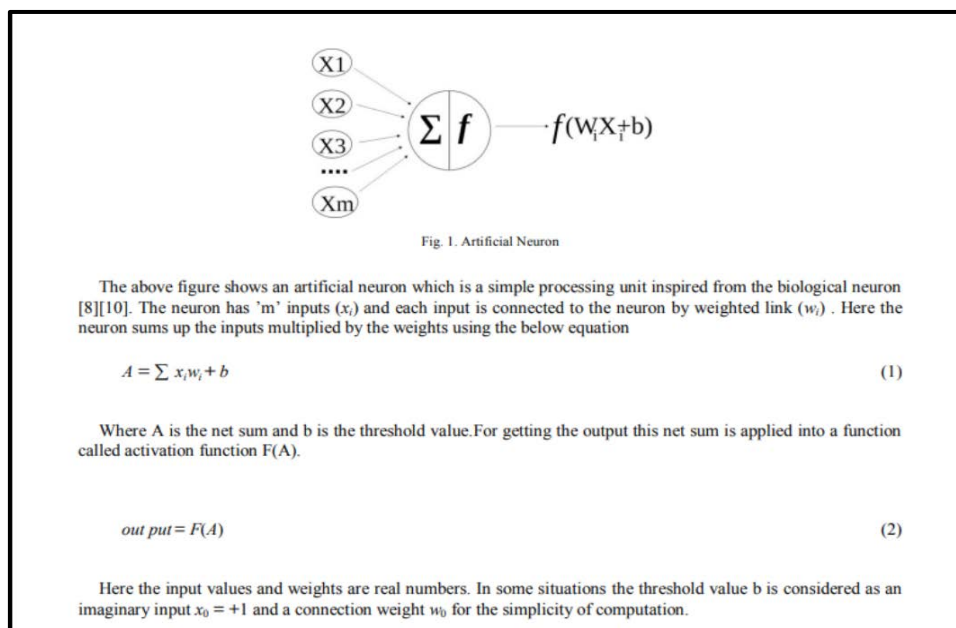 X1
X2
X3
....
Xm
Σ f
f(WiXi+b)
Fig. 1. Artificial Neuron
The above figure shows an artificial neuron which is a simple processing unit inspired from the biological neuron
[8][10]. The neuron has ’m’ inputs (xi) and each input is connected to the neuron by weighted link (wi) . Here the
neuron sums up the inputs multiplied by the weights using the below equation
A = ∑ xiwi + b (1)
Where A is the net sum and b is the threshold value.For getting the output this net sum is applied into a function
called activation function F(A).
out put = F(A) (2)
Here the input values and weights are real numbers. In some situations the threshold value b is considered as an
imaginary input x0 = +1 and a connection weight w0 for the simplicity of computation.